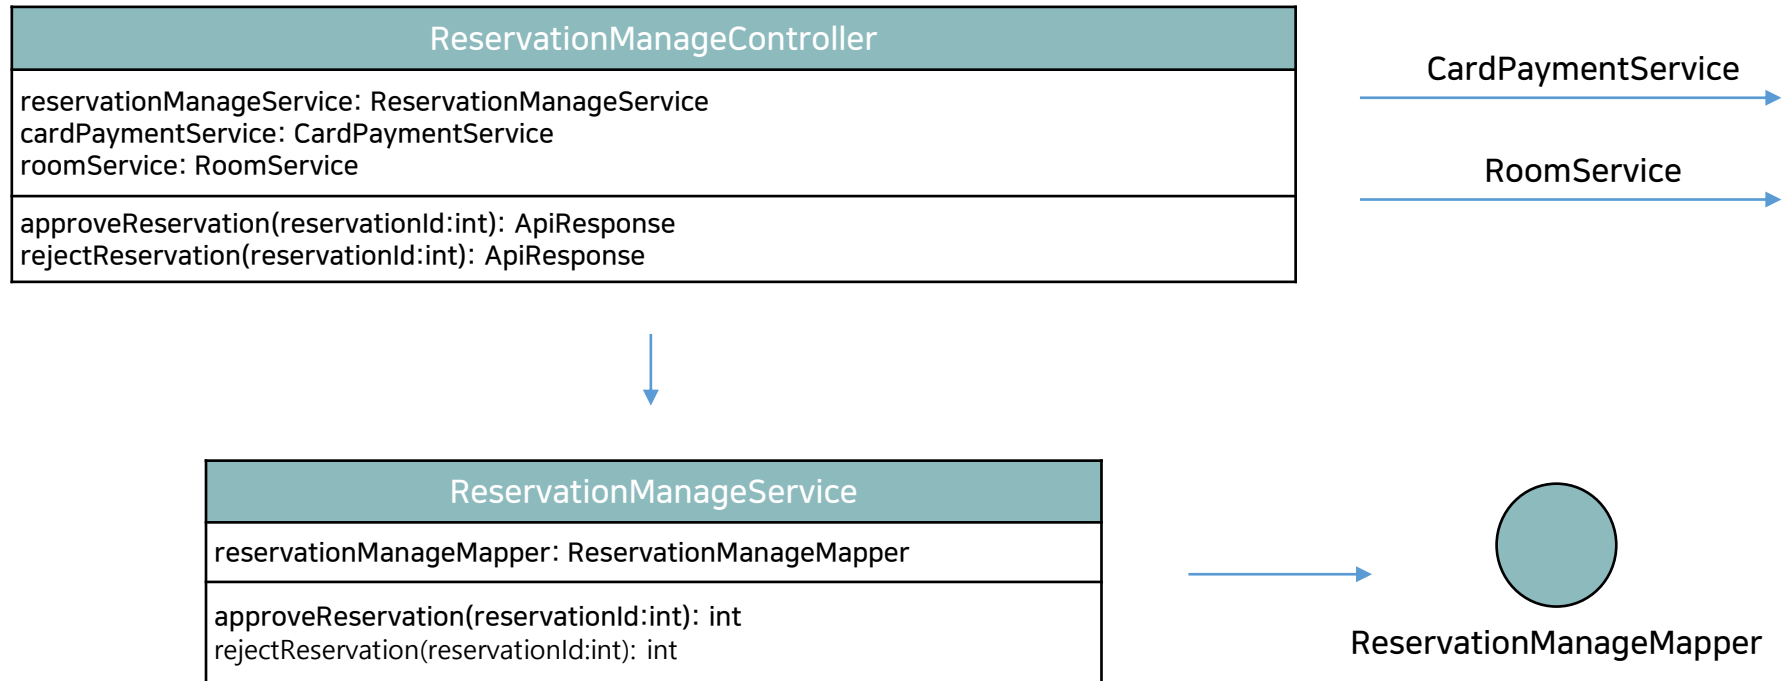 ReservationManageController
reservationManageService: ReservationManageService
cardPaymentService: CardPaymentService
roomService: RoomService
approveReservation(reservationId:int): ApiResponse
rejectReservation(reservationId:int): ApiResponse
CardPaymentService
RoomService
ReservationManageService
reservationManageMapper: ReservationManageMapper
approveReservation(reservationId:int): int
rejectReservation(reservationId:int): int
ReservationManageMapper